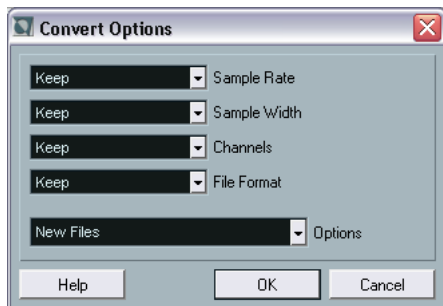 Convert Options
Keep Sample Rate
Keep Sample Width
Keep Channels
Keep File Format
New Files Options
Help OK Cancel